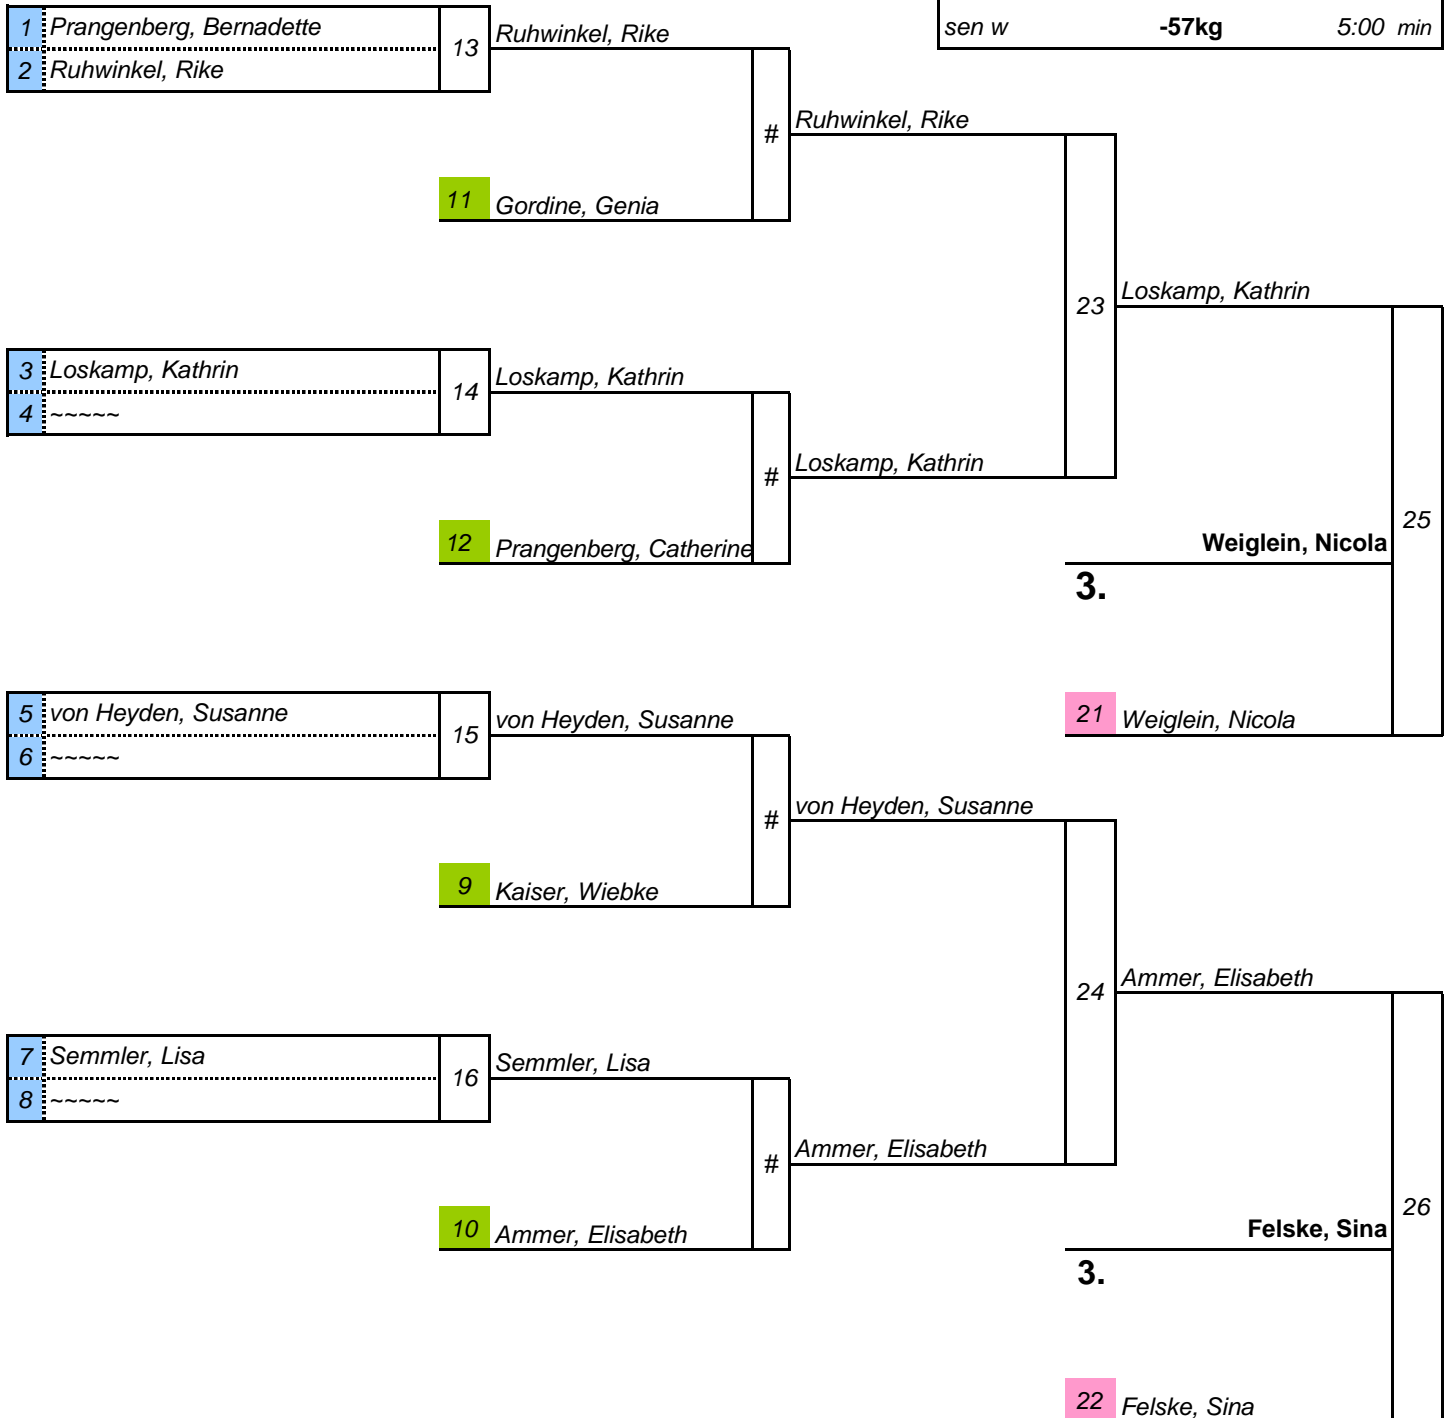 sen w -57kg 5:00 min
1 Prangenberg, Bernadette
13
Ruhwinkel, Rike
2 Ruhwinkel, Rike
# Ruhwinkel, Rike
11 Gordine, Genia
23
Loskamp, Kathrin
3 Loskamp, Kathrin
14
Loskamp, Kathrin
4 ~~~~~
# Loskamp, Kathrin
12 Prangenberg, Catherine
25
Weiglein, Nicola
3.
21 Weiglein, Nicola
5 von Heyden, Susanne
15
von Heyden, Susanne
6 ~~~~~
# von Heyden, Susanne
9 Kaiser, Wiebke
24
Ammer, Elisabeth
7 Semmler, Lisa
16
Semmler, Lisa
8 ~~~~~
# Ammer, Elisabeth
10 Ammer, Elisabeth
26
Felske, Sina
3.
22 Felske, Sina